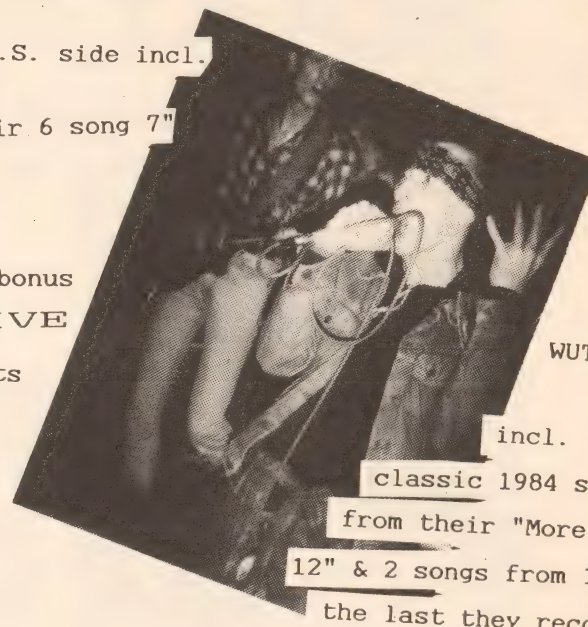 .S. side incl.
ir 6 song 7"
bonus
IVE
ts
WUT
incl.
classic 1984 s
from their "More
12" & 2 songs from 1
the last they reco